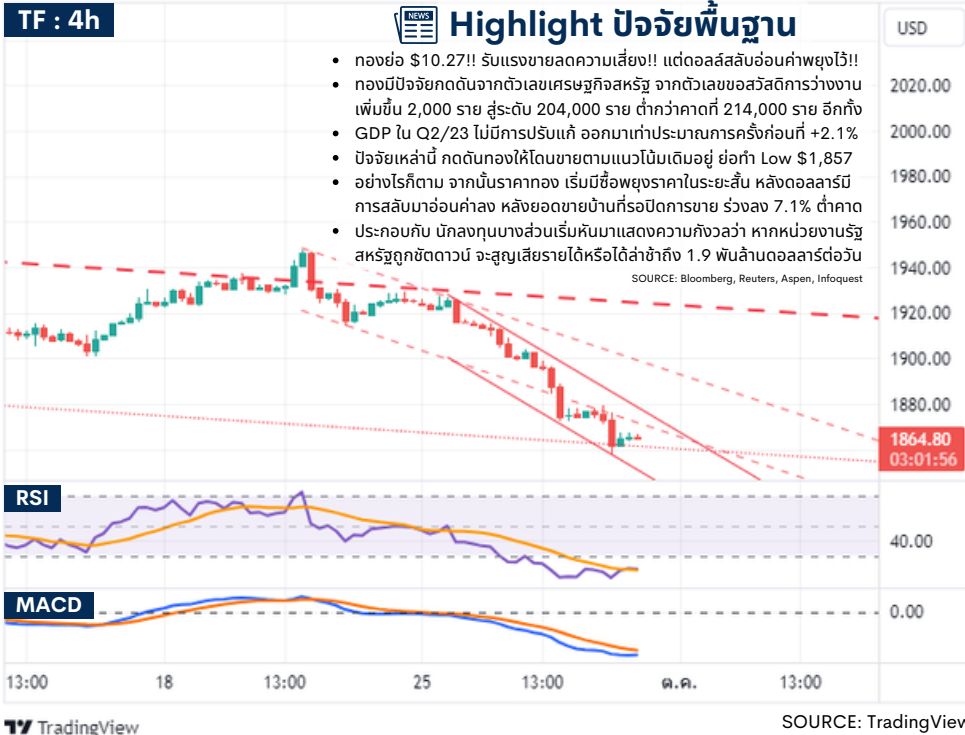 TF : 4h
NEWS
Highlight ปัจจัยพื้นฐาน
USD
• ทองย่อ $10.27!! รับแรงขายลดความเสี่ยง!! แต่ดอลล์สลับอ่อนค่าพยุงไว้!!
• ทองมีปัจจัยกดดันจากตัวเลขเศรษฐกิจสหรัฐ จากตัวเลขขอสวัสดิการว่างงาน
เพิ่มขึ้น 2,000 ราย สู่ระดับ 204,000 ราย ต่ำกว่าคาดที่ 214,000 ราย อีกทั้ง
• GDP ใน Q2/23 ไม่มีการปรับแก้ ออกมาเท่าประมาณการครั้งก่อนที่ +2.1%
• ปัจจัยเหล่านี้ กดดันทองให้โดนขายตามแนวโน้มเดิมอยู่ ย่อทำ Low $1,857
• อย่างไรก็ตาม จากนั้นราคาทอง เริ่มมีซื้อพยุงราคาในระยะสั้น หลังดอลลาร์มี
การสลับมาอ่อนค่าลง หลังยอดขายบ้านที่รอปิดการขาย ร่วงลง 7.1% ต่ำคาด
• ประกอบกับ นักลงทุนบางส่วนเริ่มหันมาแสดงความกังวลว่า หากหน่วยงานรัฐ
สหรัฐถูกชัตดาวน์ จะสูญเสียรายได้หรือได้ล่าช้าถึง 1.9 พันล้านดอลลาร์ต่อวัน
SOURCE: Bloomberg, Reuters, Aspen, Infoquest
2020.00
2000.00
1980.00
1960.00
1940.00
1920.00
1900.00
1880.00
1864.80
03:01:56
RSI
40.00
MACD
0.00
13:00 18 13:00 25 13:00 ต.ค. 13:00
TradingView
SOURCE: TradingView